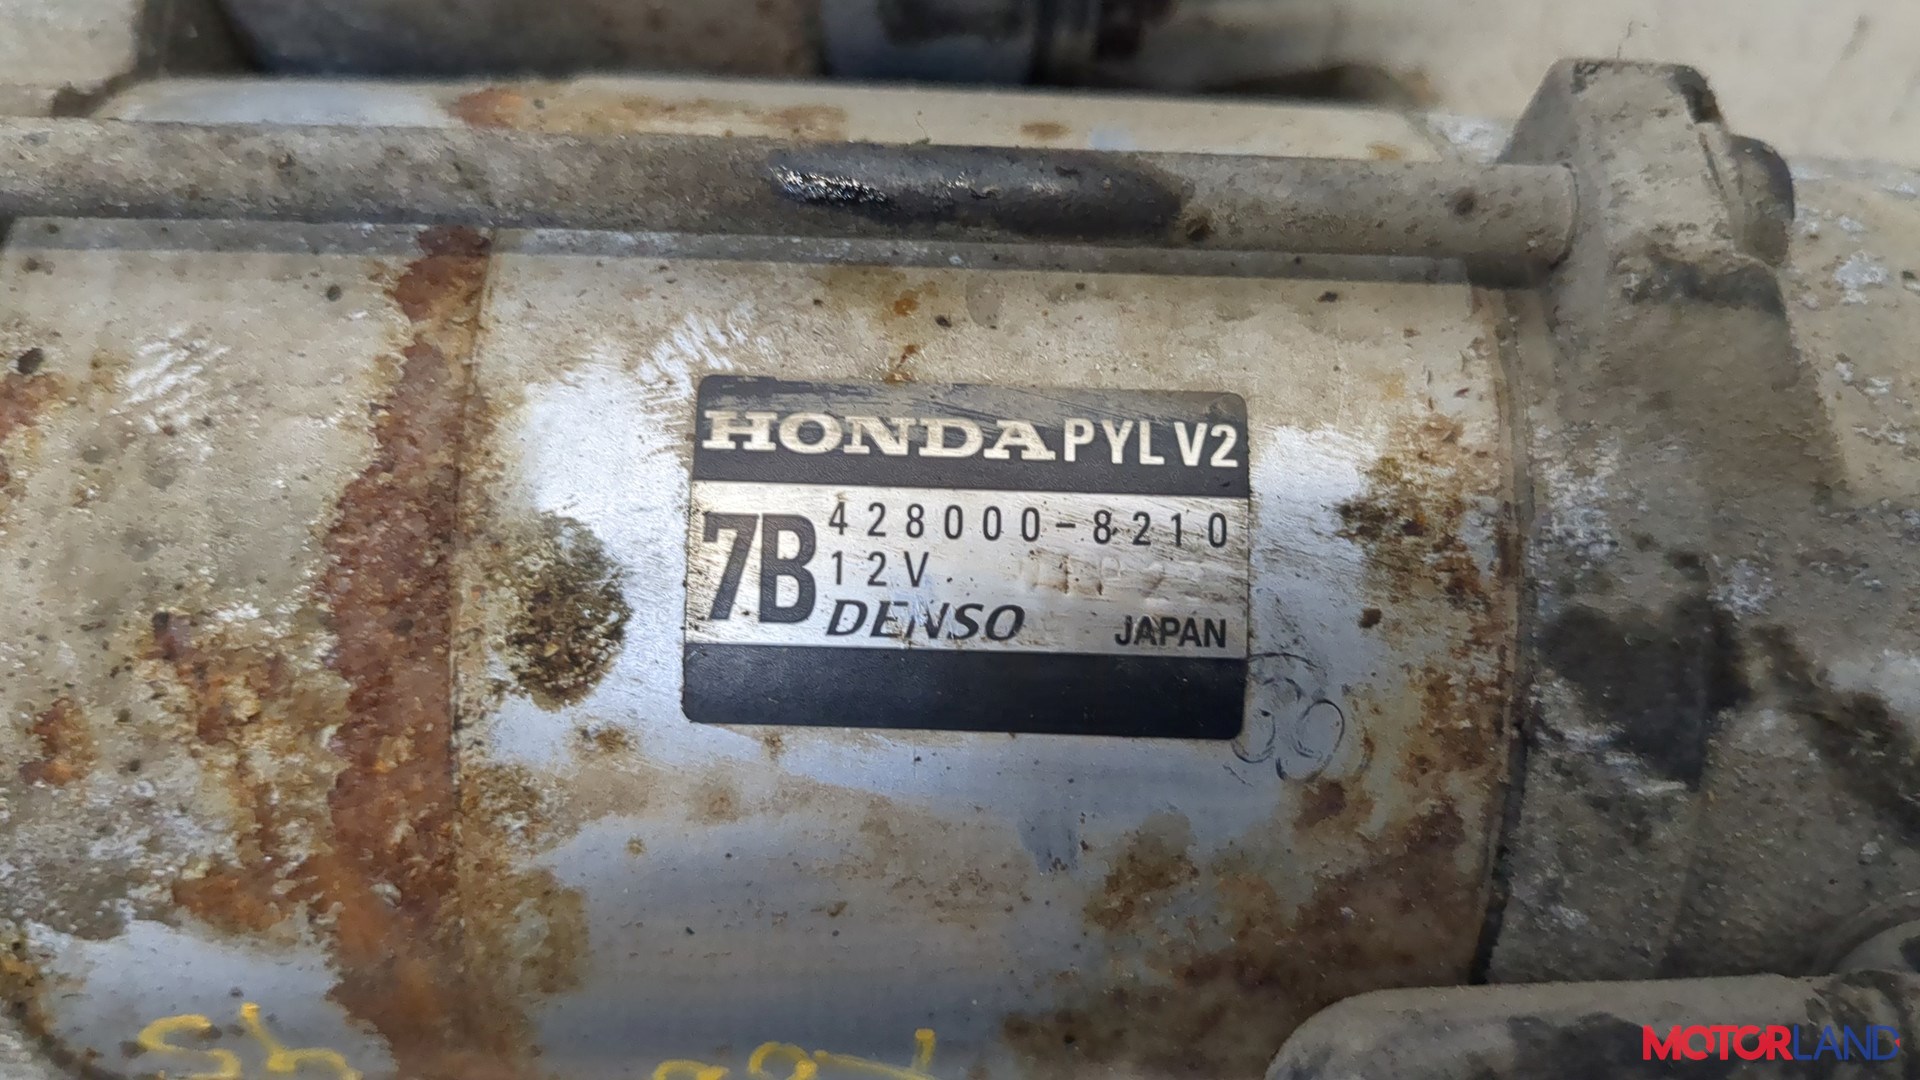 HONDA PYL V2
7B 428000-8210
12V
DENSO JAPAN
MOTORLAND